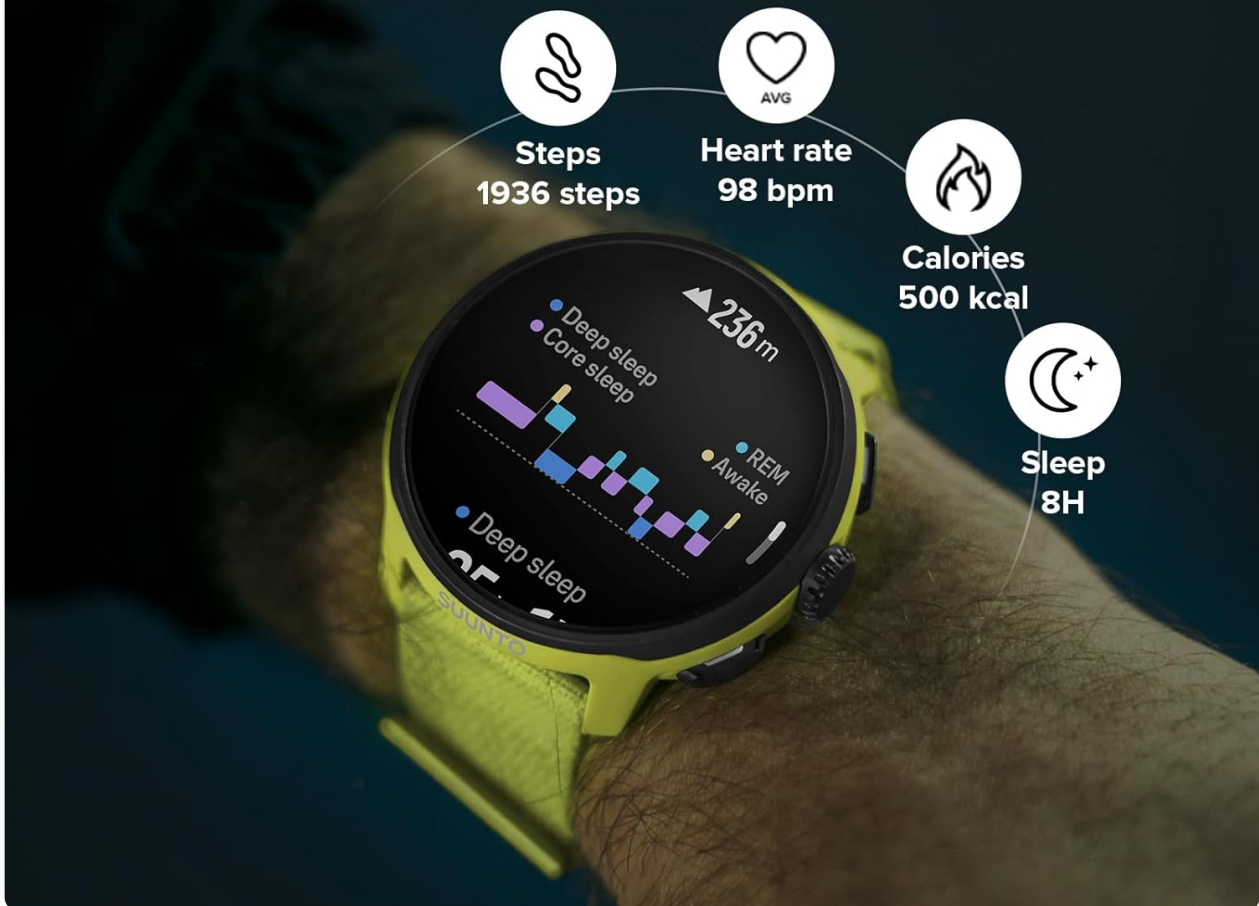 Steps
1936 steps
AVG
Heart rate
98 bpm
Calories
500 kcal
Sleep
8H
236m
Deep sleep
Core sleep
REM
Awake
Deep sleep
SUUNTO